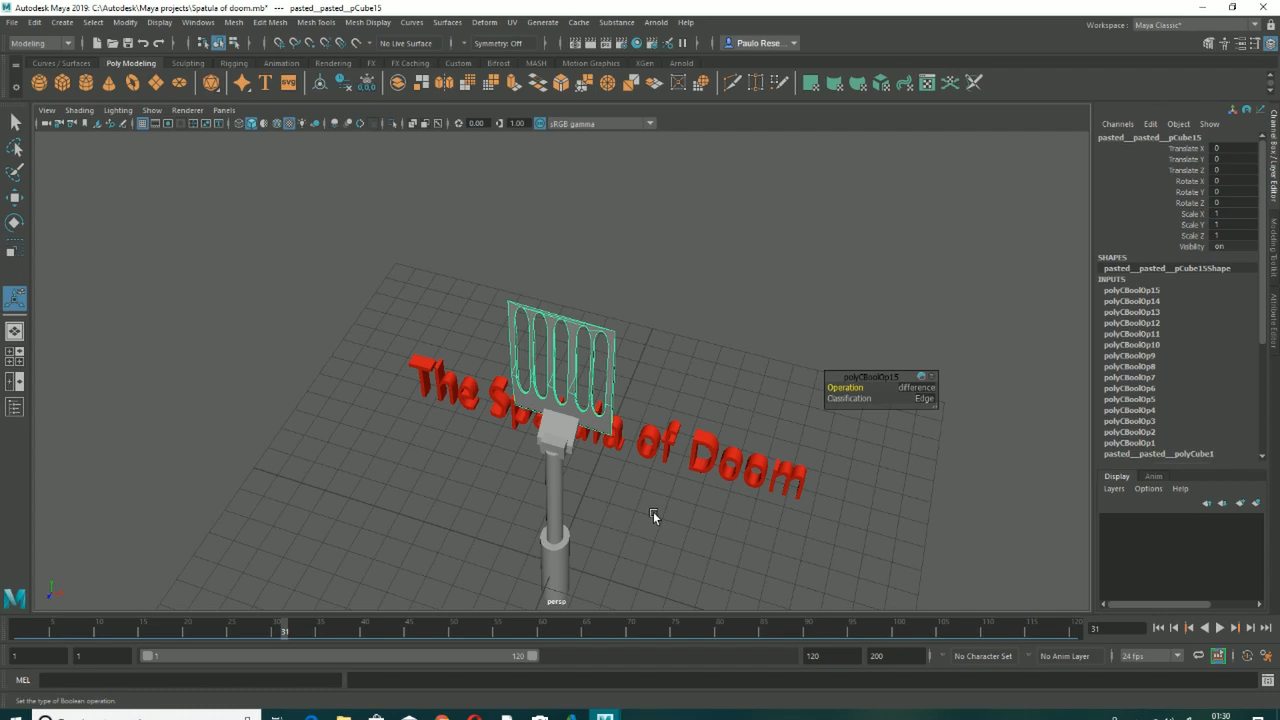 Autodesk Maya 2019: C:\Autodesk\Maya projects\Spatula of doom.mb*  ---  pasted__pasted__pCube15
File Edit Create Select Modify Display Windows Mesh Edit Mesh Mesh Tools Mesh Display Curves Surfaces Deform UV Generate Cache Substance Arnold Help
Workspace : Maya Classic*
Modeling No Live Surface Symmetry: Off Paulo Rese...
Curves / Surfaces Poly Modeling Sculpting Rigging Animation Rendering FX FX Caching Custom Bifrost MASH Motion Graphics XGen Arnold
View Shading Lighting Show Renderer Panels
0.00 1.00 sRGB gamma
Channels Edit Object Show
pasted__pasted__pCube15
Translate X 0
Translate Y 0
Translate Z 0
Rotate X 0
Rotate Y 0
Rotate Z 0
Scale X 1
Scale Y 1
Scale Z 1
Visibility on
SHAPES
pasted__pasted__pCube15Shape
INPUTS
polyCBoolOp15
polyCBoolOp14
polyCBoolOp13
polyCBoolOp12
polyCBoolOp11
polyCBoolOp10
polyCBoolOp9
polyCBoolOp8
polyCBoolOp7
polyCBoolOp6
polyCBoolOp5
polyCBoolOp4
polyCBoolOp3
polyCBoolOp2
polyCBoolOp1
pasted__pasted__polyCube1
Channel Box / Layer Editor
Modeling Toolkit
Attribute Editor
polyCBoolOp15
Operation difference
Classification Edge
The of Doom
persp
Display Anim
Layers Options Help
5 10 15 20 25 30 31 35 40 45 50 55 60 65 70 75 80 85 90 95 100 105 110 115 120
31
1 1 1 120 120 200 No Character Set No Anim Layer 24 fps
MEL
Set the type of Boolean operation.
01:30